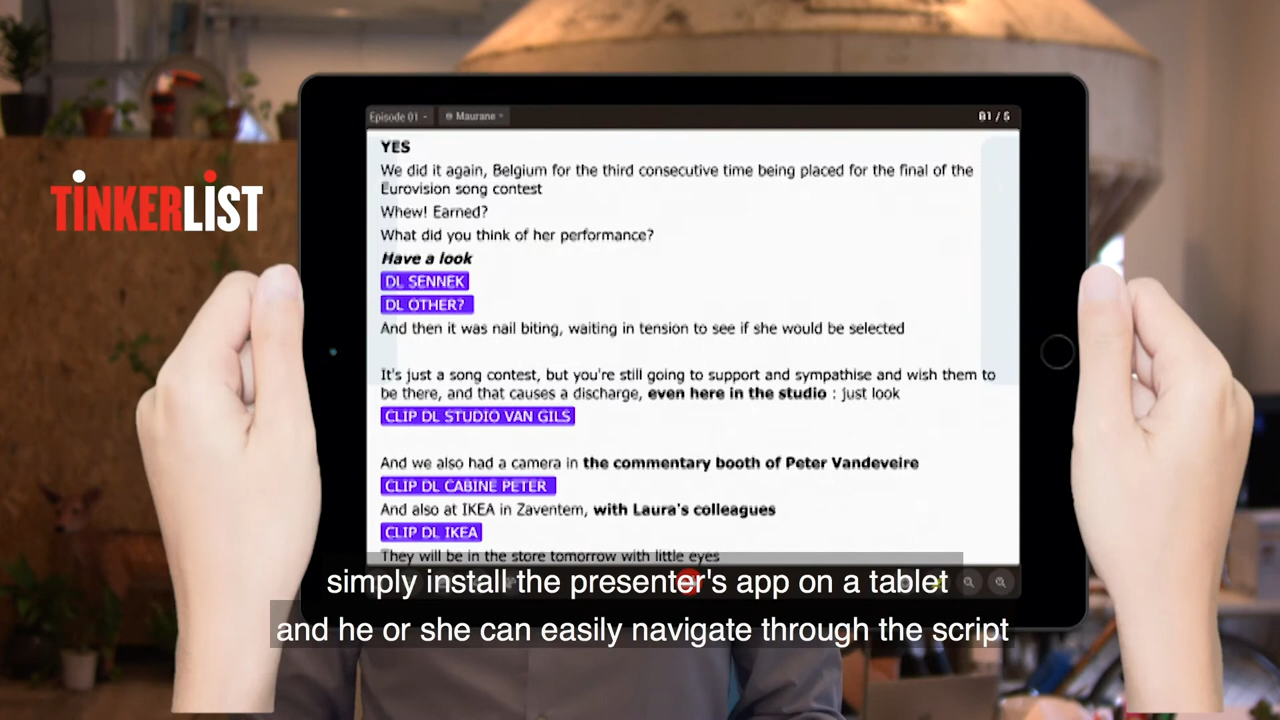 Episode 01
Maurane
01 / 5
YES
We did it again, Belgium for the third consecutive time being placed for the final of the
Eurovision song contest
Whew! Earned?
What did you think of her performance?
Have a look
DL SENNEK
DL OTHER?
And then it was nail biting, waiting in tension to see if she would be selected
It's just a song contest, but you're still going to support and sympathise and wish them to
be there, and that causes a discharge, even here in the studio : just look
CLIP DL STUDIO VAN GILS
And we also had a camera in the commentary booth of Peter Vandeveire
CLIP DL CABINE PETER
And also at IKEA in Zaventem, with Laura's colleagues
CLIP DL IKEA
They will be in the store tomorrow with little eyes
TiNKERLiST
simply install the presenter's app on a tablet
and he or she can easily navigate through the script